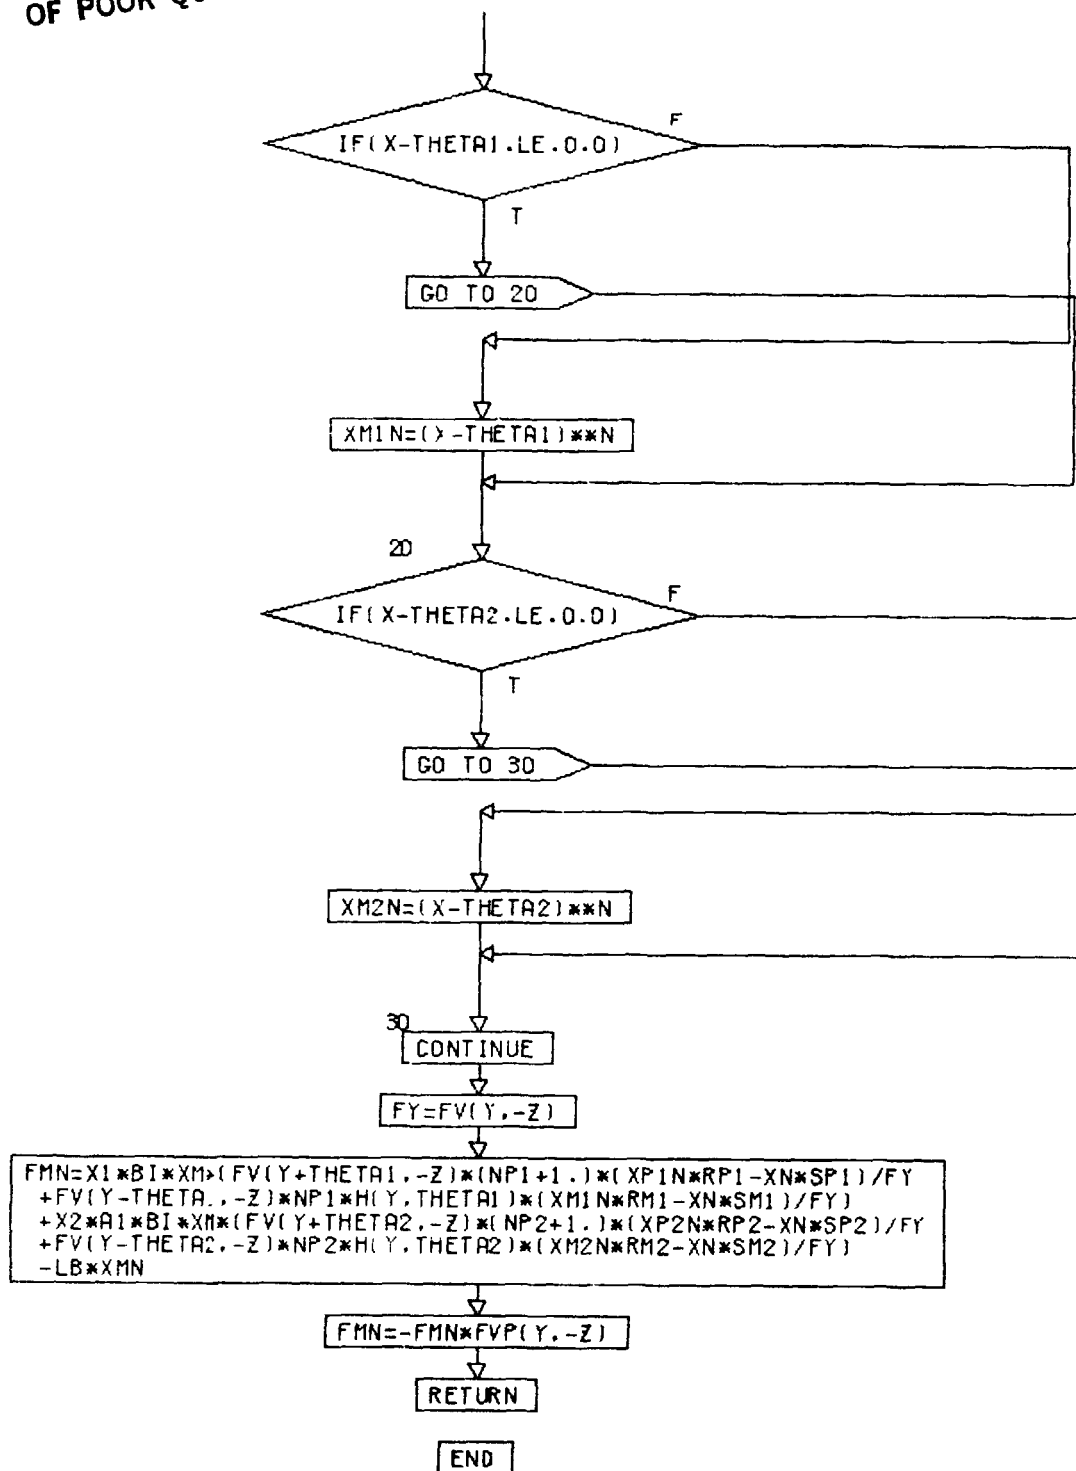 OF POOR
F
IF(X-THETA1.LE.0.0)
T
GO TO 20
XM1N=(X-THETA1)**N
20
F
IF(X-THETA2.LE.0.0)
T
GO TO 30
XM2N=(X-THETA2)**N
30
CONTINUE
FY=FV(Y,-Z)
FMN=X1*BI*XM*(FV(Y+THETA1,-Z)*(NP1+1.)*(XP1N*RP1-XN*SP1)/FY
+FV(Y-THETA1,-Z)*NP1*H(Y,THETA1)*(XM1N*RM1-XN*SM1)/FY)
+X2*A1*BI*XM*(FV(Y+THETA2,-Z)*(NP2+1.)*(XP2N*RP2-XN*SP2)/FY
+FV(Y-THETA2,-Z)*NP2*H(Y,THETA2)*(XM2N*RM2-XN*SM2)/FY)
-LB*XMN
FMN=-FMN*FVP(Y,-Z)
RETURN
END